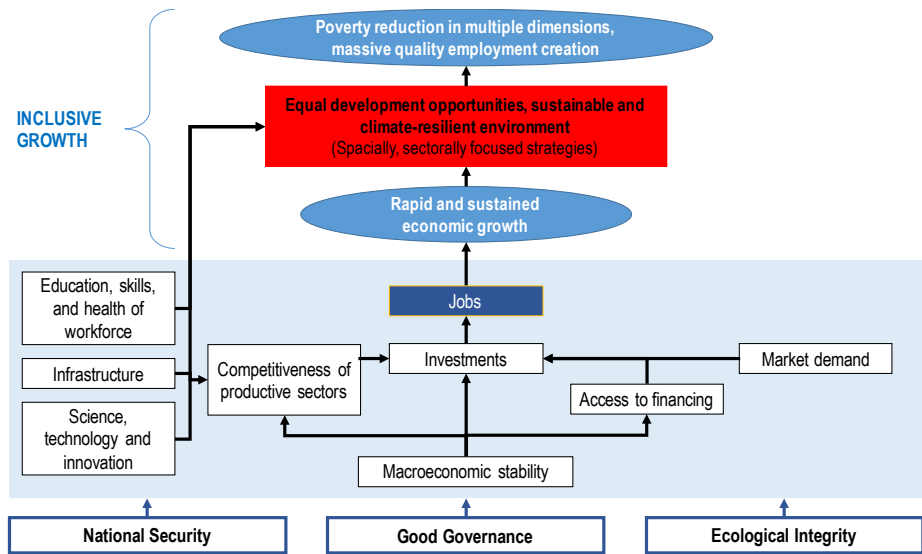 Poverty reduction in multiple dimensions,
massive quality employment creation
INCLUSIVE
GROWTH
Equal development opportunities, sustainable and
climate-resilient environment
(Spacially, sectorally focused strategies)
Rapid and sustained
economic growth
Education, skills,
and health of
workforce
Jobs
Infrastructure
Competitiveness of
productive sectors
Investments
Market demand
Access to financing
Science,
technology and
innovation
Macroeconomic stability
National Security
Good Governance
Ecological Integrity